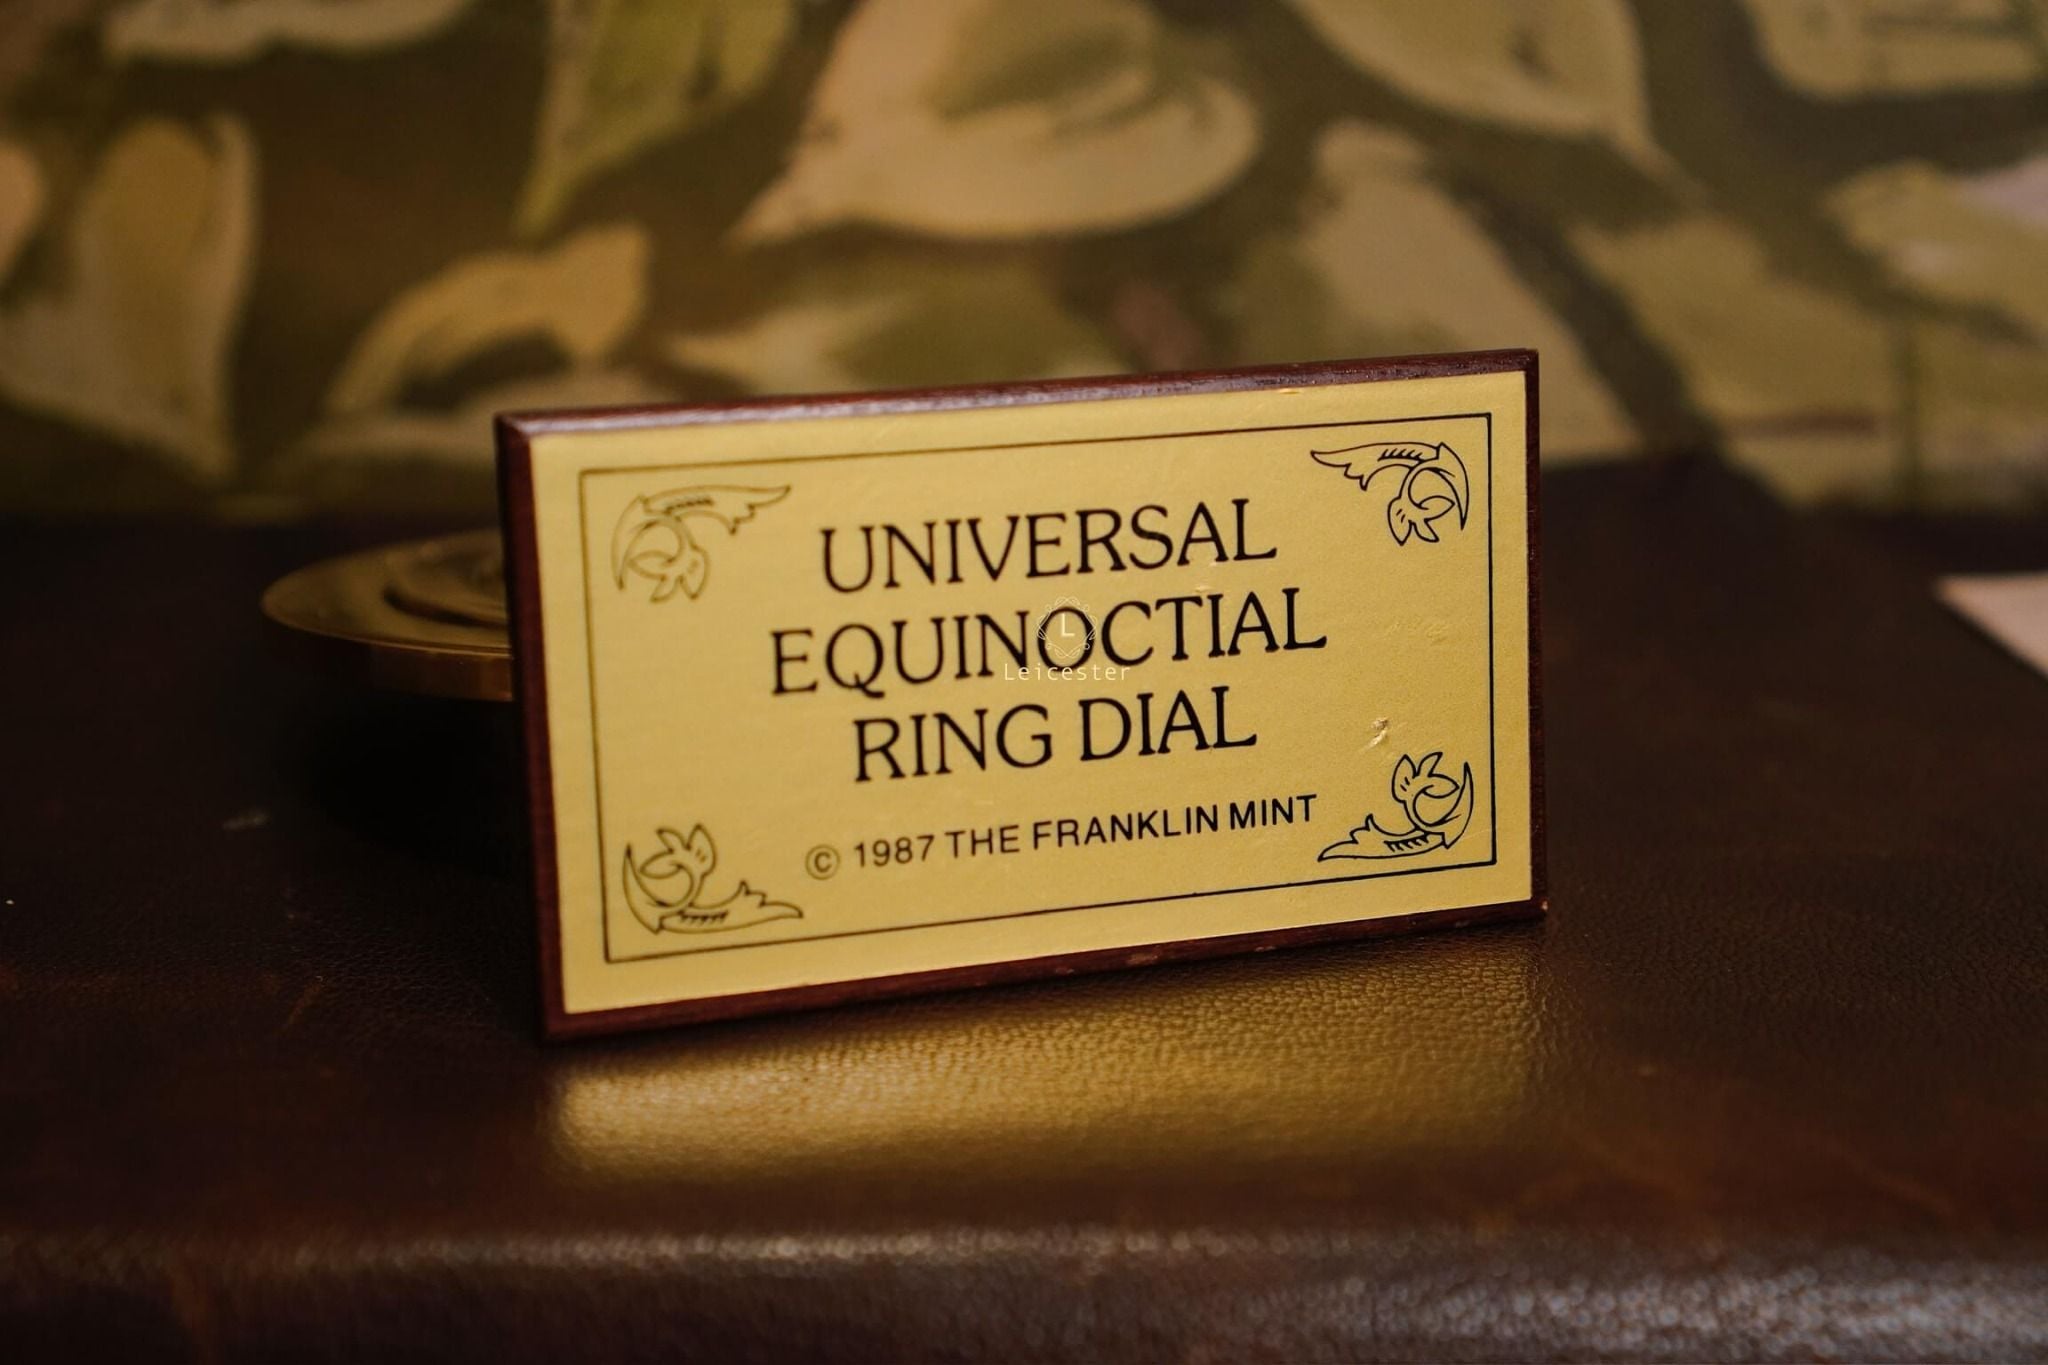 UNIVERSAL
EQUINOCTIAL
L
Leicester
RING DIAL
© 1987 THE FRANKLIN MINT